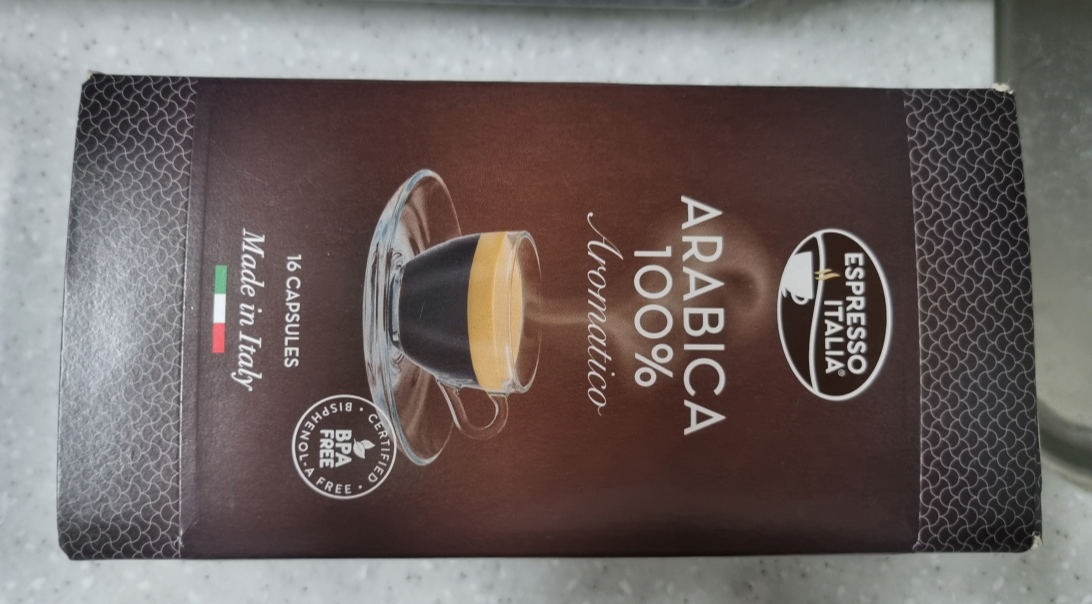 ESPRESSO
ITALIA®
ARABICA
100%
Aromatico
16 CAPSULES
Made in Italy
CERTIFIED
BPA
FREE
BISPHENOL-A FREE